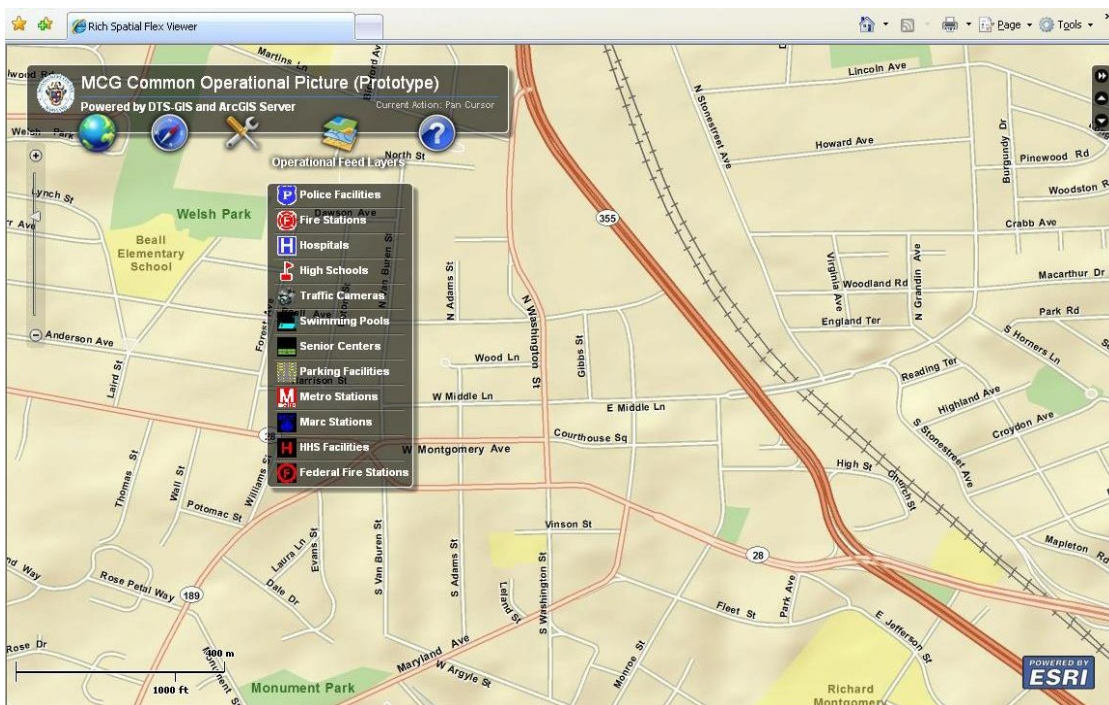 Rich Spatial Flex Viewer
Page
Tools
Martins Ln
MCG Common Operational Picture (Prototype)
Powered by DTS-GIS and ArcGIS Server
Current Action: Pan Cursor
Operational Feed Layers
Police Facilities
Fire Stations
Hospitals
High Schools
Traffic Cameras
Swimming Pools
Senior Centers
Parking Facilities
Metro Stations
Marc Stations
HHS Facilities
Federal Fire Stations
Welsh Park
North St
Lynch St
Welsh Park
Beall
Elementary
School
Dawson Ave
N Van Buren St
N Adams St
Forest Ave
Anderson Ave
Laird St
Harrison St
Wood Ln
W Middle Ln
E Middle Ln
Gibbs St
N Washington St
Courthouse Sq
W Montgomery Ave
Lincoln Ave
N Stonestreet Ave
Howard Ave
Burgundy Dr
Pinewood Rd
Woodston R
Crabb Ave
355
Virginia Ave
Woodland Rd
N Grandin Ave
Macarthur Dr
England Ter
Park Rd
S Horners Ln
Reading Ter
Highland Ave
Croydon Ave
S Stonestreet Ave
High St
Church St
Mapleton Rd
Thomas St
Wall St
Williams St
Potomac St
Laura Ln
Evans St
Dale Dr
Rose Petal Way
189
S Van Buren St
S Adams St
Vinson St
Leland St
S Washington St
28
Park Ave
Fleet St
E Jefferson St
Monroe St
Maryland Ave
W Argyle St
Rose Dr
Monument St
400 m
1000 ft
Monument Park
Richard
Montgomery
POWERED BY
ESRI